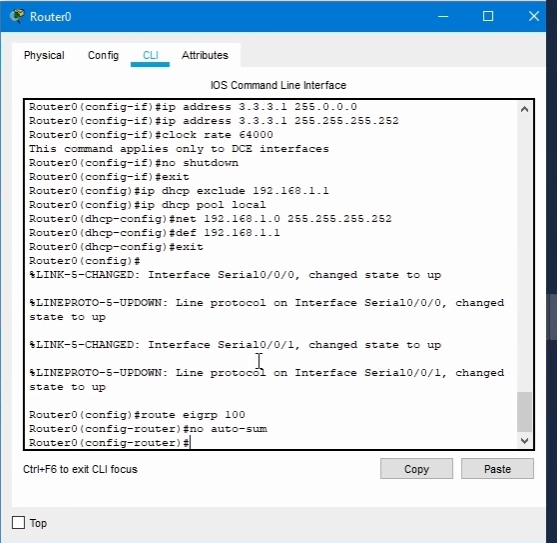 Router0
Physical Config CLI Attributes
IOS Command Line Interface
Router0(config-if)#ip address 3.3.3.1 255.0.0.0
Router0(config-if)#ip address 3.3.3.1 255.255.255.252
Router0(config-if)#clock rate 64000
This command applies only to DCE interfaces
Router0(config-if)#no shutdown
Router0(config-if)#exit
Router0(config)#ip dhcp exclude 192.168.1.1
Router0(config)#ip dhcp pool local
Router0(dhcp-config)#net 192.168.1.0 255.255.255.252
Router0(dhcp-config)#def 192.168.1.1
Router0(dhcp-config)#exit
Router0(config)#
%LINK-5-CHANGED: Interface Serial0/0/0, changed state to up
%LINEPROTO-5-UPDOWN: Line protocol on Interface Serial0/0/0, changed
state to up
%LINK-5-CHANGED: Interface Serial0/0/1, changed state to up
%LINEPROTO-5-UPDOWN: Line protocol on Interface Serial0/0/1, changed
state to up
Router0(config)#route eigrp 100
Router0(config-router)#no auto-sum
Router0(config-router)#
Ctrl+F6 to exit CLI focus
Copy Paste
Top